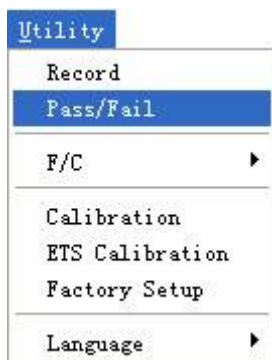 Utility
Record
Pass/Fail
F/C
Calibration
ETS Calibration
Factory Setup
Language